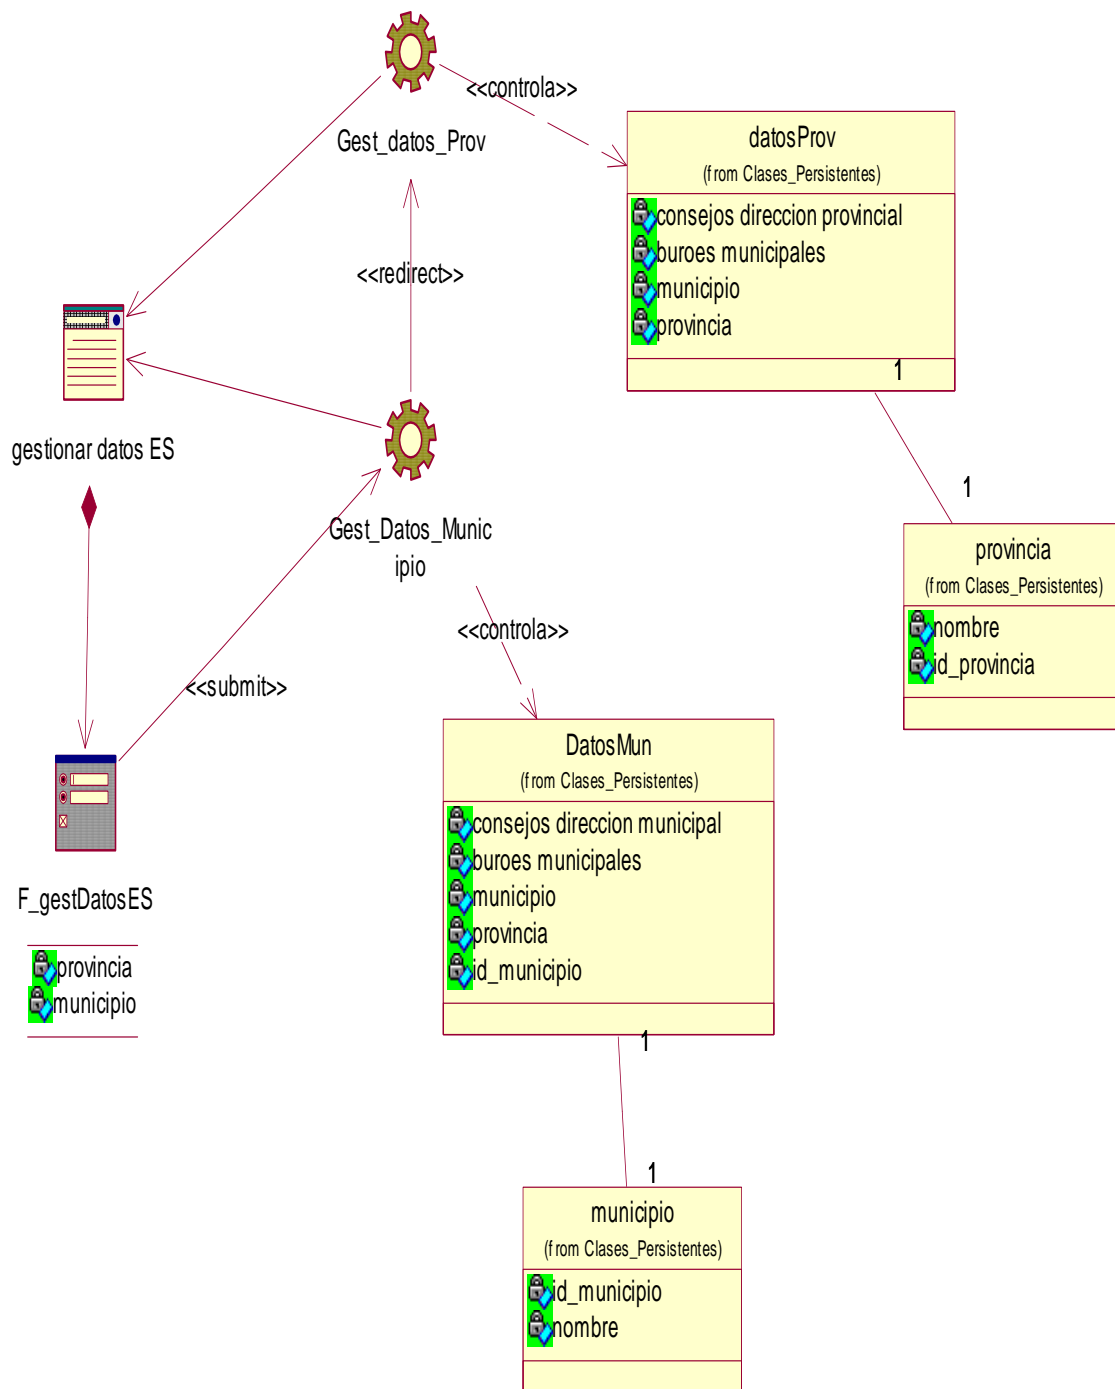 <<controla>>
Gest_datos_Prov
datosProv
(from Clases_Persistentes)
consejos direccion provincial
buroes municipales
municipio
provincia
1
<<redirect>>
gestionar datos ES
Gest_Datos_Munic
ipio
1
provincia
(from Clases_Persistentes)
nombre
id_provincia
<<controla>>
<<submit>>
DatosMun
(from Clases_Persistentes)
consejos direccion municipal
buroes municipales
municipio
provincia
id_municipio
1
F_gestDatosES
provincia
municipio
1
municipio
(from Clases_Persistentes)
id_municipio
nombre